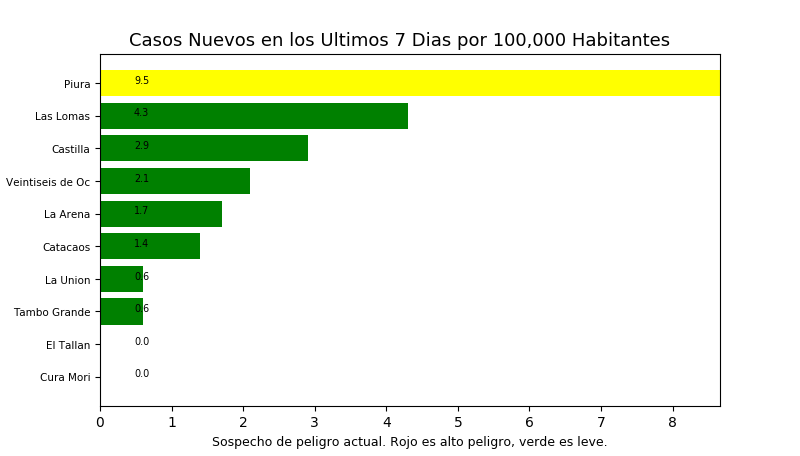 Casos Nuevos en los Ultimos 7 Dias por 100,000 Habitantes
Piura 9.5
Las Lomas 4.3
Castilla 2.9
Veintiseis de Oc 2.1
La Arena 1.7
Catacaos 1.4
La Union 0.6
Tambo Grande 0.6
El Tallan 0.0
Cura Mori 0.0
0 1 2 3 4 5 6 7 8
Sospecho de peligro actual. Rojo es alto peligro, verde es leve.